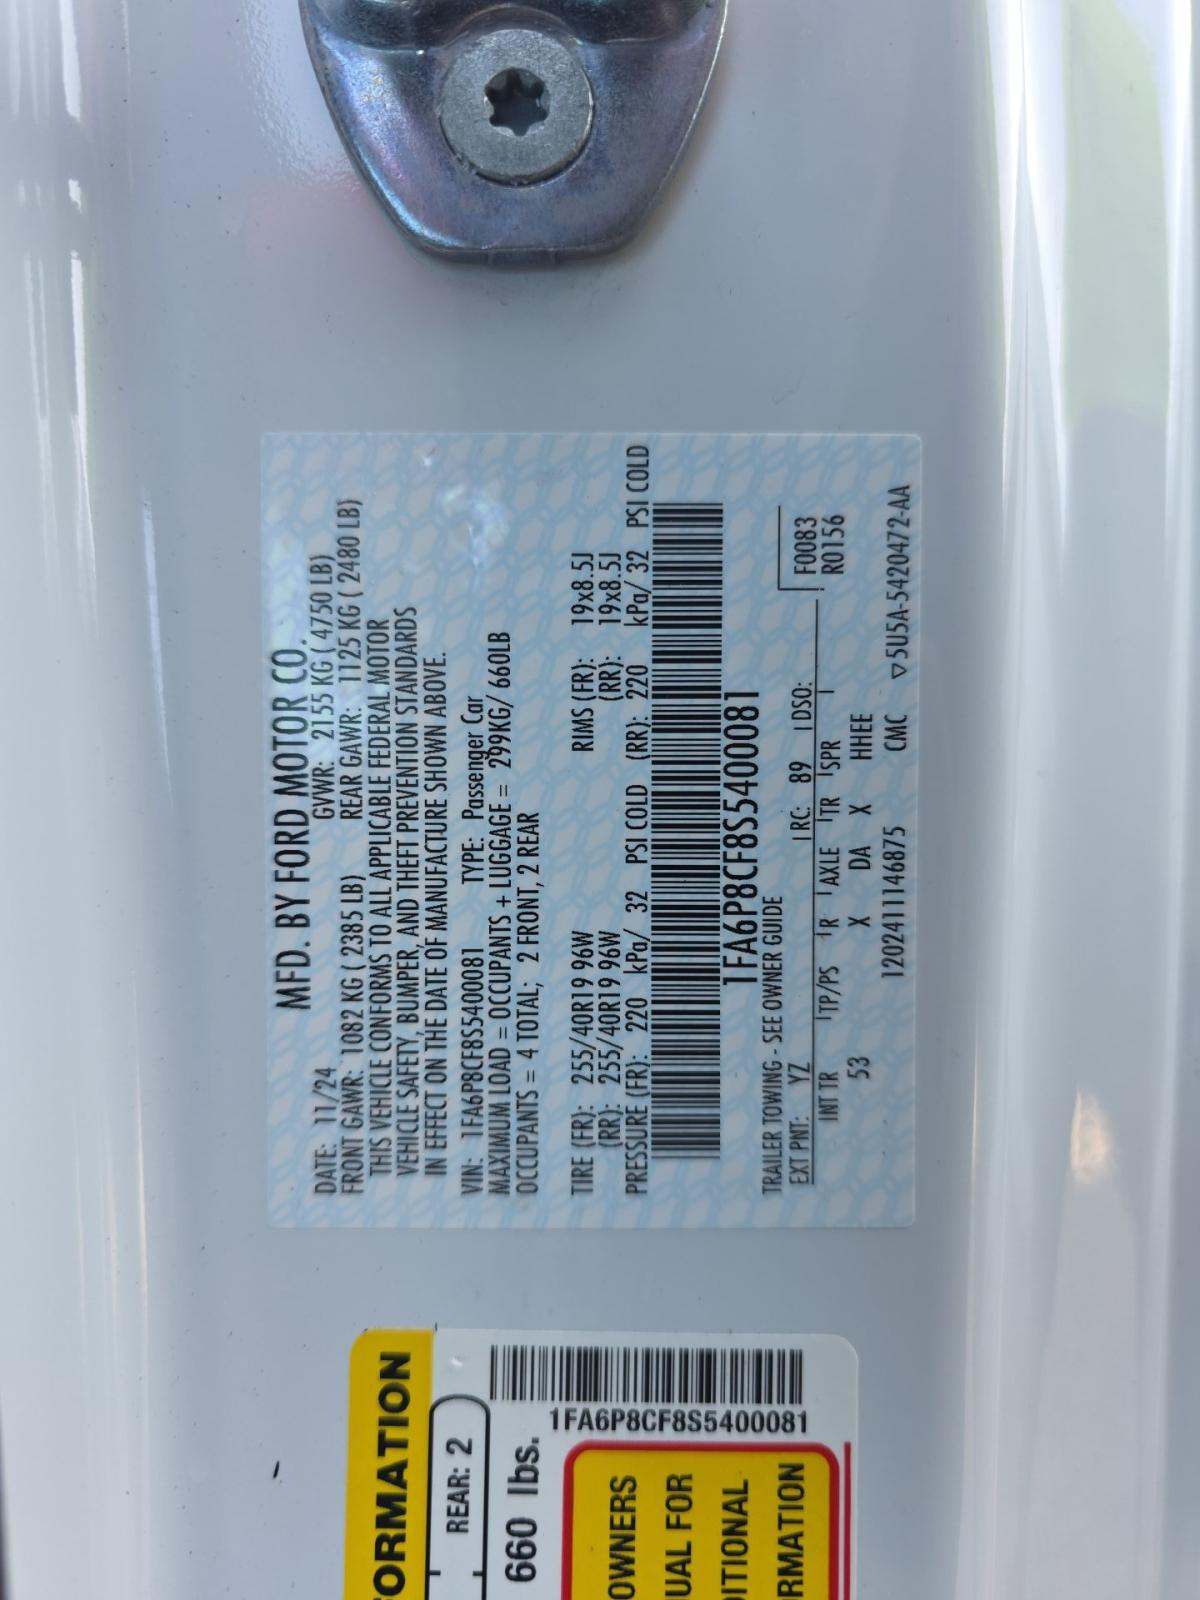 MFD. BY FORD MOTOR CO.
DATE: 11/24 GVWR: 2155 KG ( 4750 LB)
FRONT GAWR: 1082 KG ( 2385 LB) REAR GAWR: 1125 KG ( 2480 LB)
THIS VEHICLE CONFORMS TO ALL APPLICABLE FEDERAL MOTOR
VEHICLE SAFETY, BUMPER, AND THEFT PREVENTION STANDARDS
IN EFFECT ON THE DATE OF MANUFACTURE SHOWN ABOVE.
VIN: 1FA6P8CF8S5400081 TYPE: Passenger Car
MAXIMUM LOAD = OCCUPANTS + LUGGAGE = 299KG/ 660LB
OCCUPANTS = 4 TOTAL; 2 FRONT, 2 REAR
TIRE (FR): 255/40R19 96W RIMS (FR): 19x8.5J
(RR): 255/40R19 96W (RR): 19x8.5J
PRESSURE (FR): 220 kPa/ 32 PSI COLD (RR): 220 kPa/ 32 PSI COLD
1FA6P8CF8S5400081
TRAILER TOWING - SEE OWNER GUIDE
EXT PNT: YZ RC: 89 DSO: F0083
INT TR TP/PS R AXLE TR SPR R0156
53 X DA X HHEE
120241146875 CMC ▽5U5A-5420472-AA
FORMATION
REAR: 2
660 lbs.
1FA6P8CF8S5400081
OWNERS
UAL FOR
DITIONAL
RMATION